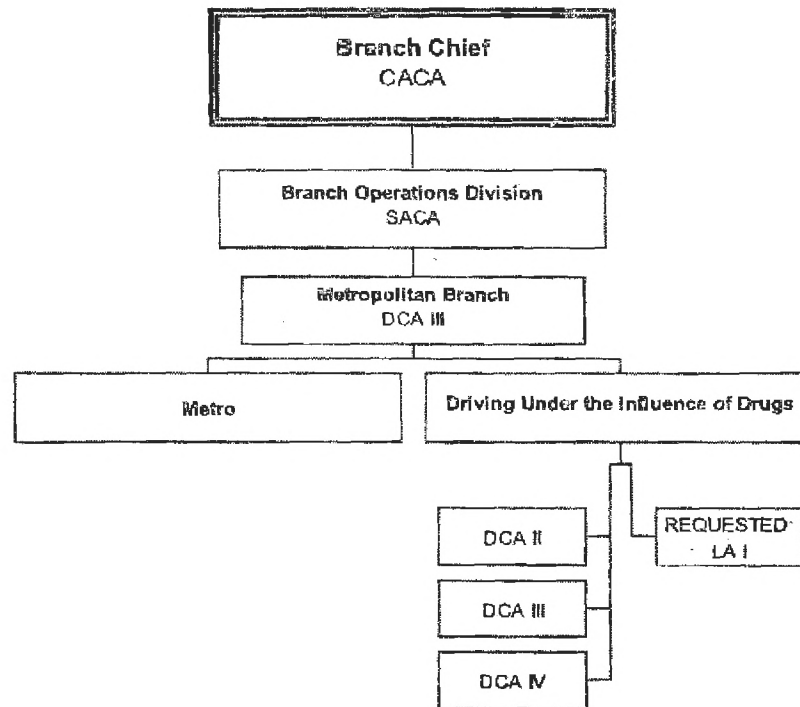 Branch Chief
CACA
Branch Operations Division
SACA
Metropolitan Branch
DCA III
Metro
Driving Under the Influence of Drugs
DCA II
REQUESTED
LA I
DCA III
DCA IV